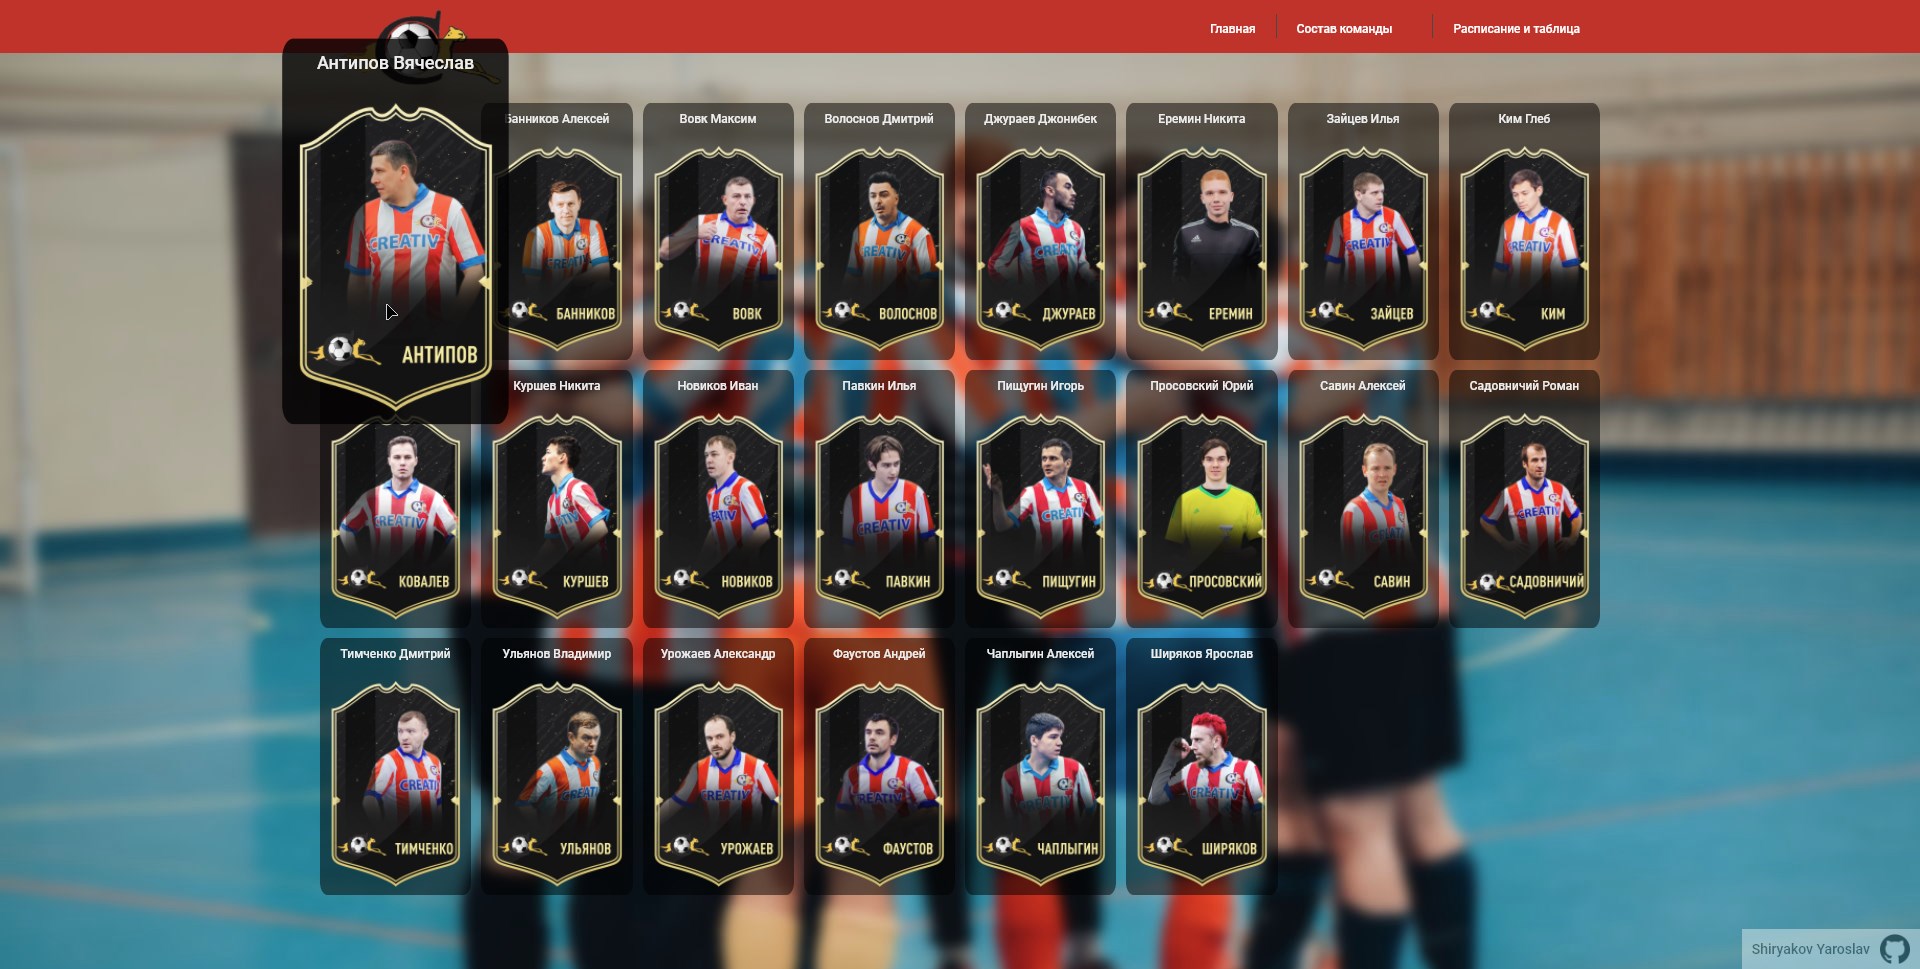 Главная
Состав команды
Расписание и таблица
Антипов Вячеслав
CREATIV
АНТИПОВ
Банников Алексей
БАННИКОВ
Вовк Максим
ВОВК
Волоснов Дмитрий
ВОЛОСНОВ
Джураев Джонибек
ДЖУРАЕВ
Еремин Никита
ЕРЕМИН
Зайцев Илья
ЗАЙЦЕВ
Ким Глеб
КИМ
КОВАЛЕВ
Куршев Никита
КУРШЕВ
Новиков Иван
НОВИКОВ
Павкин Илья
ПАВКИН
Пищугин Игорь
ПИЩУГИН
Просовский Юрий
ПРОСОВСКИЙ
Савин Алексей
САВИН
Садовничий Роман
САДОВНИЧИЙ
Тимченко Дмитрий
ТИМЧЕНКО
Ульянов Владимир
УЛЬЯНОВ
Урожаев Александр
УРОЖАЕВ
Фаустов Андрей
ФАУСТОВ
Чаплыгин Алексей
ЧАПЛЫГИН
Ширяков Ярослав
ШИРЯКОВ
Shiryakov Yaroslav